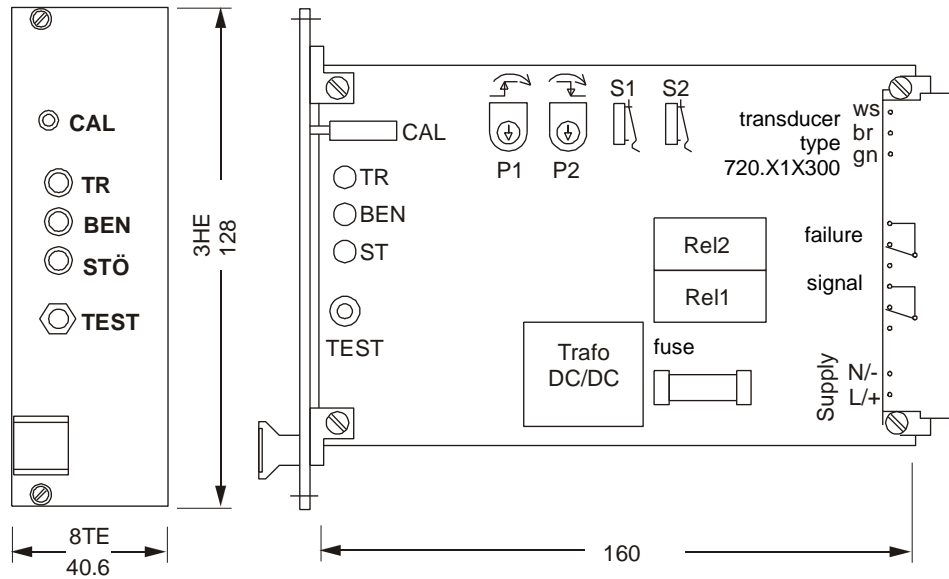 CAL
TR
BEN
STÖ
TEST
8TE
40.6
3HE
128
S1
S2
CAL
P1
P2
TR
BEN
ST
TEST
transducer
type
720.X1X300
ws
br
gn
Rel2
Rel1
failure
signal
Trafo
DC/DC
fuse
Supply
N/-
L/+
160